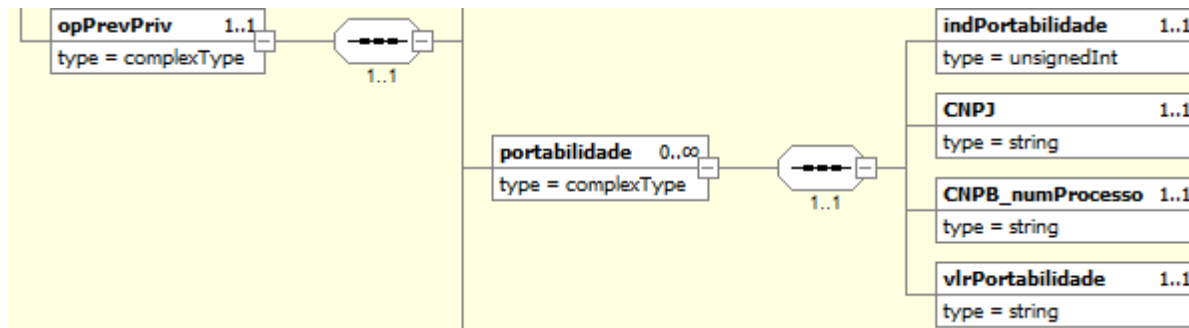 opPrevPriv 1..1
type = complexType
1..1
portabilidade 0..∞
type = complexType
1..1
indPortabilidade 1..1
type = unsignedInt
CNPJ 1..1
type = string
CNPB_numProcesso 1..1
type = string
vlrPortabilidade 1..1
type = string